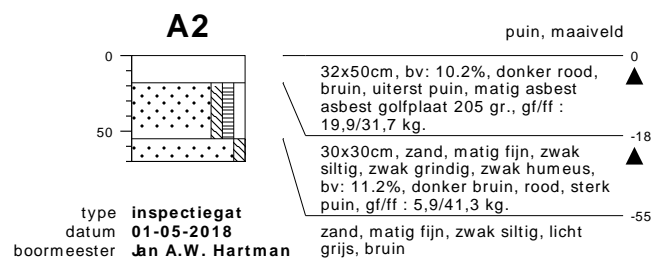 A2
puin, maaiveld
0
0
32x50cm, bv: 10.2%, donker rood,
bruin, uiterst puin, matig asbest
asbest golfplaat 205 gr., gf/ff :
19,9/31,7 kg.
50
-18
30x30cm, zand, matig fijn, zwak
siltig, zwak grindig, zwak humeus,
bv: 11.2%, donker bruin, rood, sterk
puin, gf/ff : 5,9/41,3 kg.
-55
zand, matig fijn, zwak siltig, licht
grijs, bruin
type inspectiegat
datum 01-05-2018
boormeester Jan A.W. Hartman